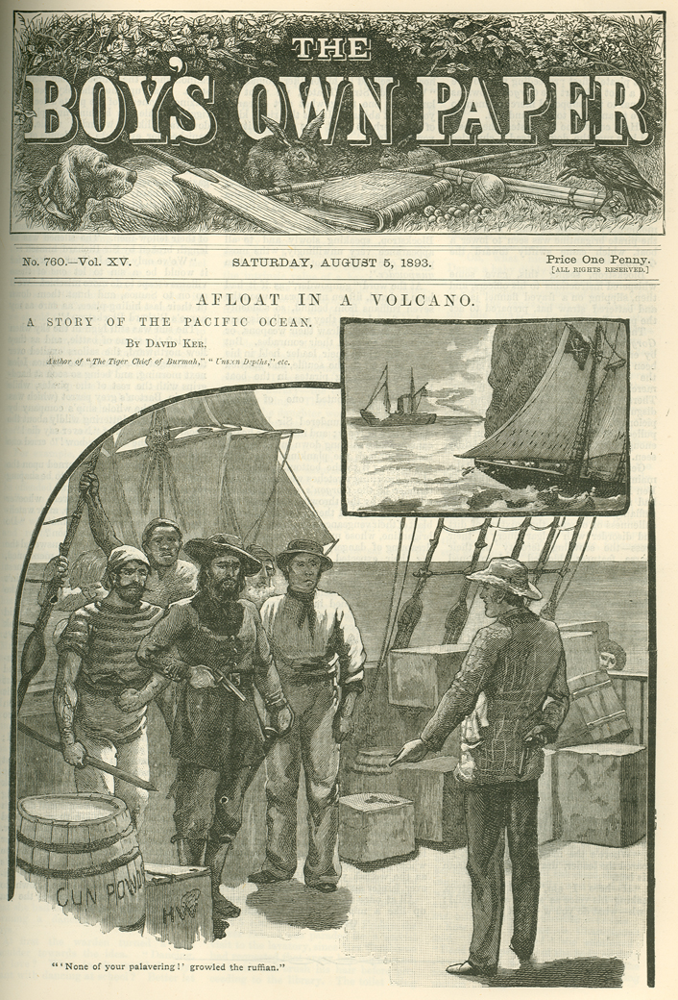 THE
BOY'S OWN PAPER
No. 760.—Vol. XV.
SATURDAY, AUGUST 5, 1893.
Price One Penny.
[ALL RIGHTS RESERVED.]
AFLOAT IN A VOLCANO.
A STORY OF THE PACIFIC OCEAN.
By David Ker,
Author of "The Tiger Chief of Burmah," "Unseen Depths," etc.
GUN POWD
HW
"'None of your palavering!' growled the ruffian."